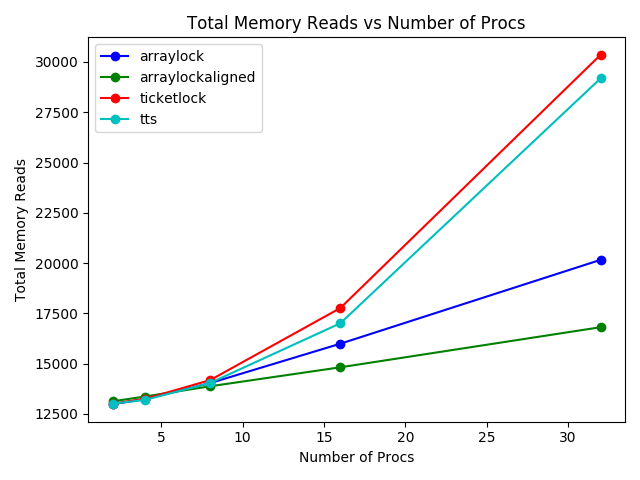 Total Memory Reads vs Number of Procs
arraylock
arraylockaligned
ticketlock
tts
Total Memory Reads
30000
27500
25000
22500
20000
17500
15000
12500
5
10
15
20
25
30
Number of Procs